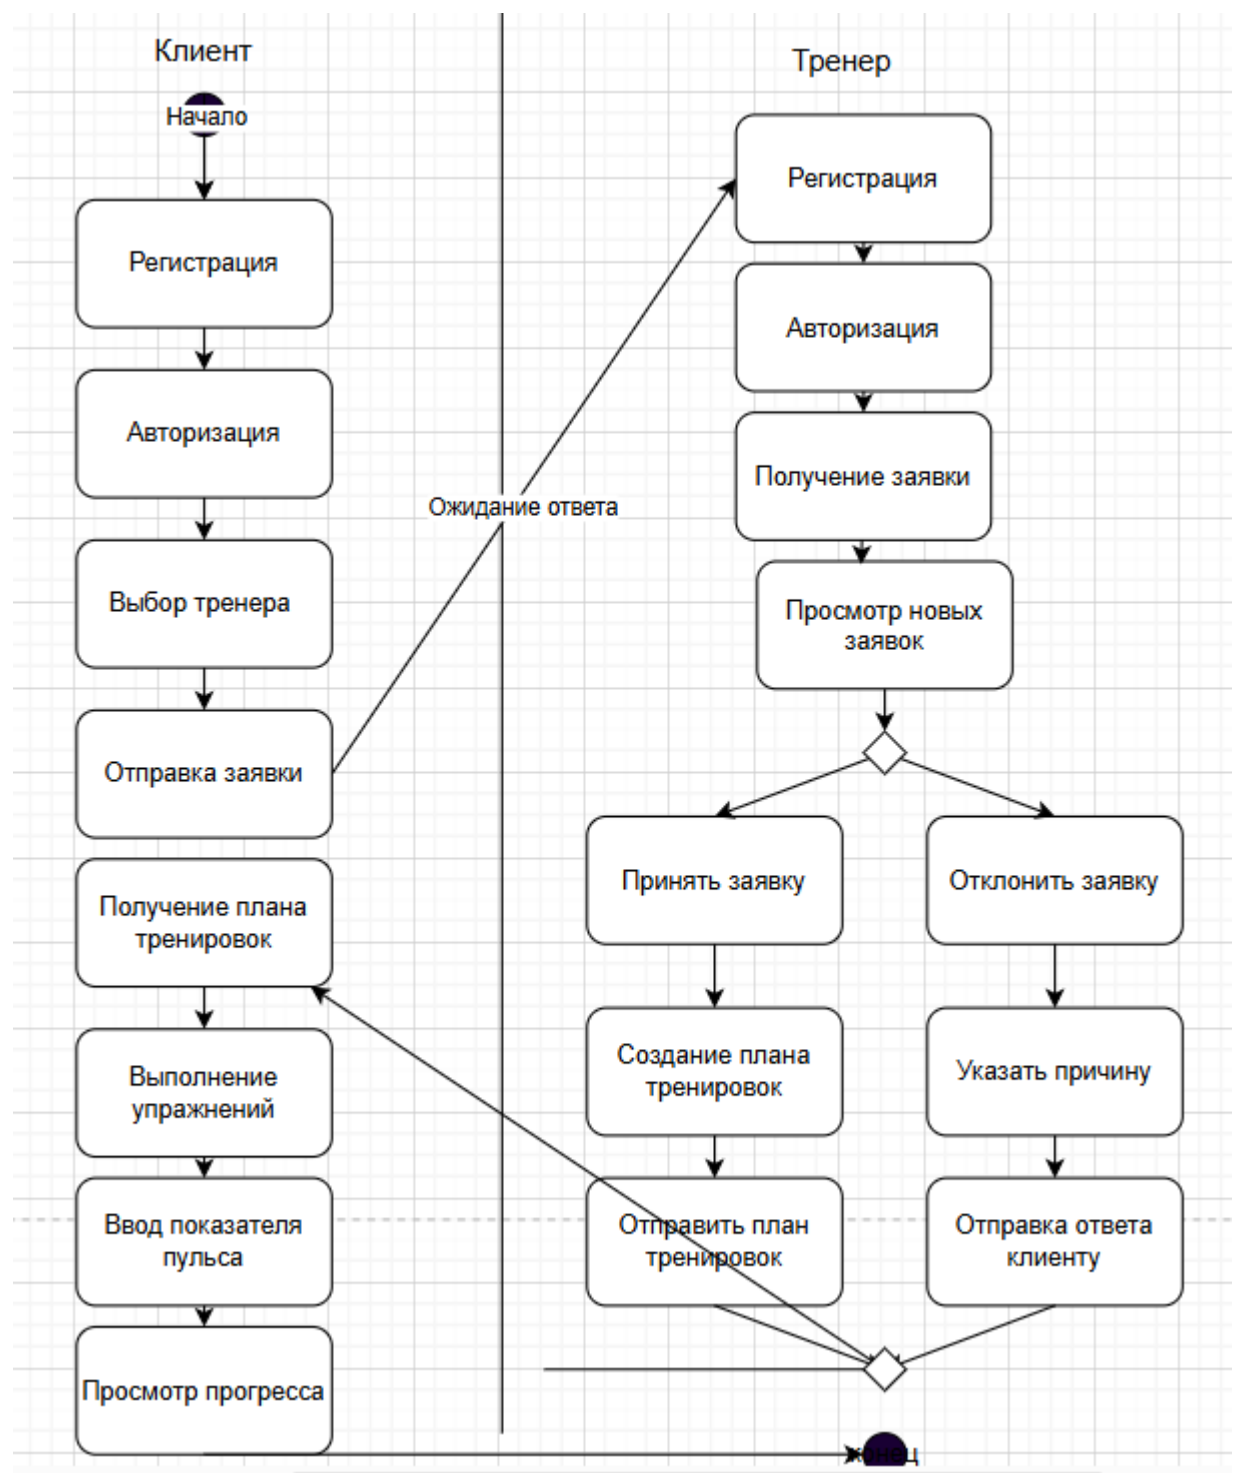 Клиент
Начало
Регистрация
Авторизация
Выбор тренера
Отправка заявки
Получение плана
тренировок
Выполнение
упражнений
Ввод показателя
пульса
Просмотр прогресса
Ожидание ответа
Тренер
Регистрация
Авторизация
Получение заявки
Просмотр новых
заявок
Принять заявку
Отклонить заявку
Создание плана
тренировок
Указать причину
Отправить план
тренировок
Отправка ответа
клиенту
конец